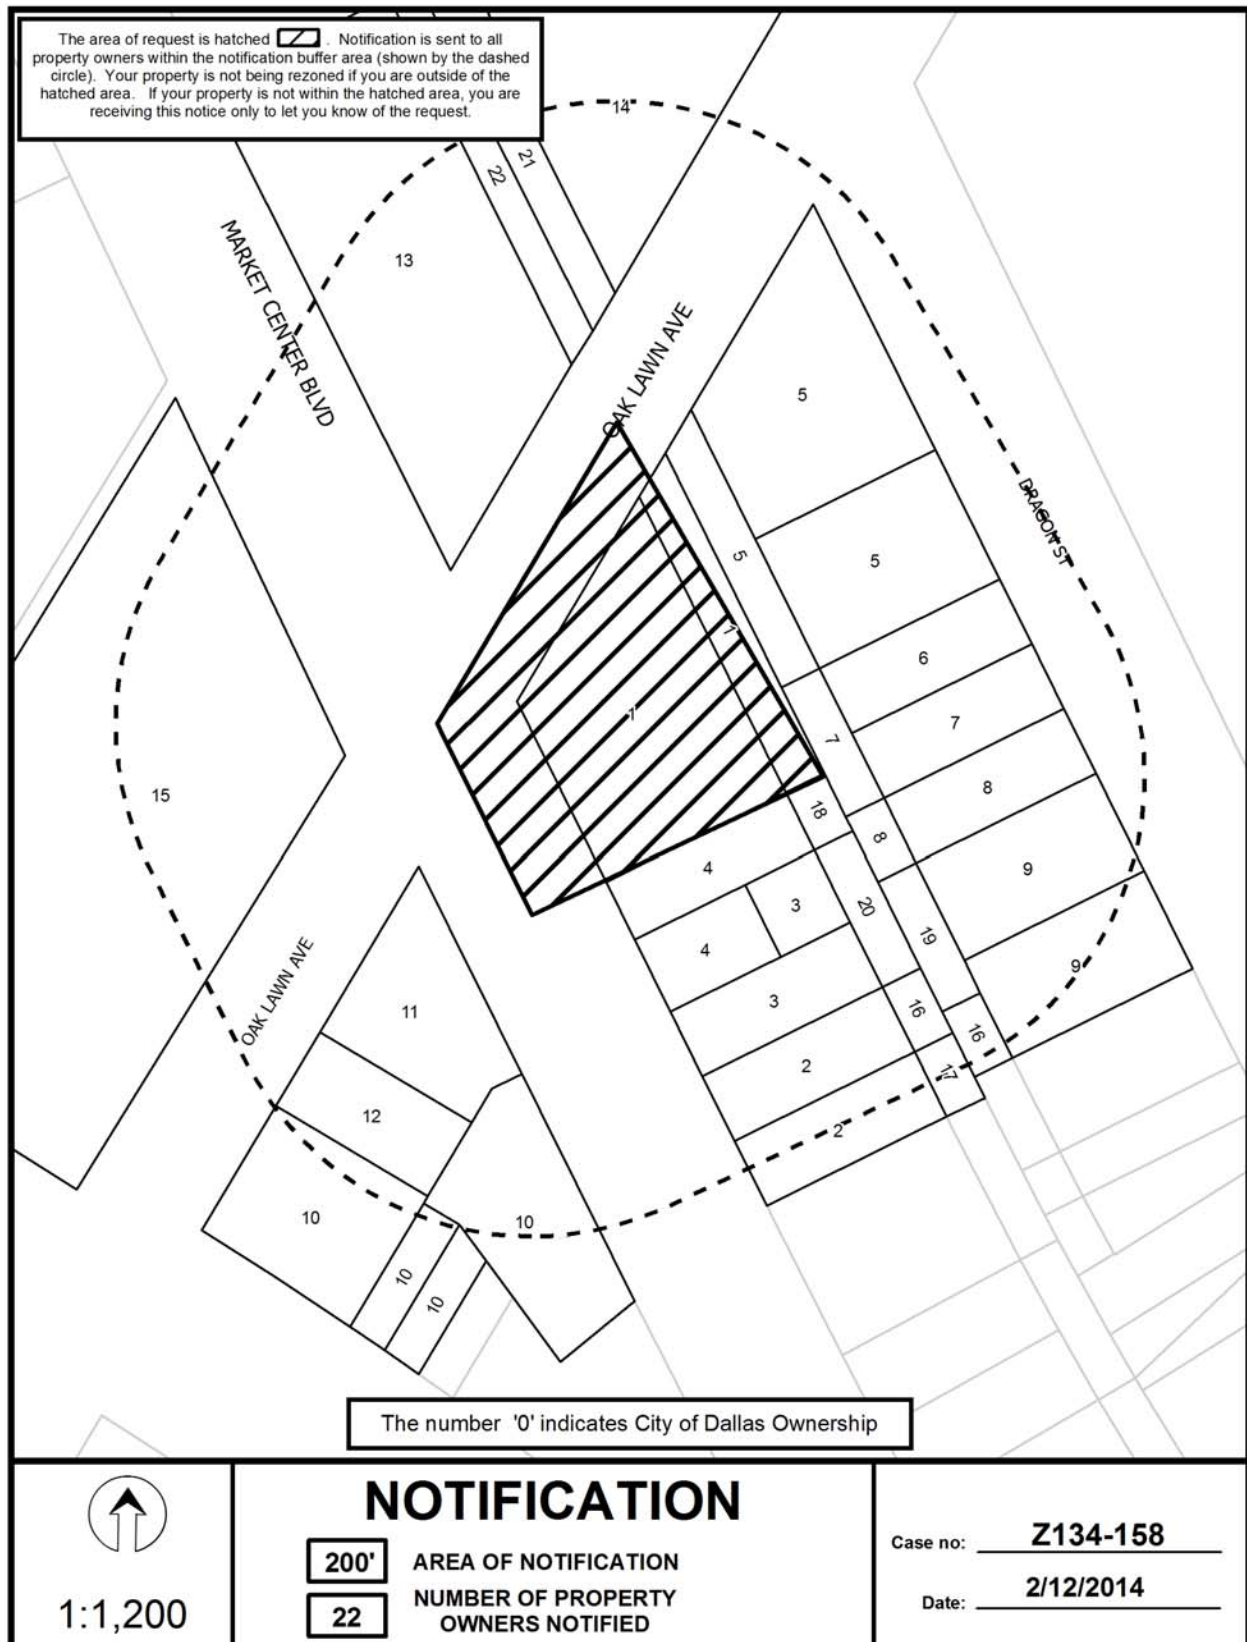 The area of request is hatched . Notification is sent to all
property owners within the notification buffer area (shown by the dashed
circle). Your property is not being rezoned if you are outside of the
hatched area. If your property is not within the hatched area, you are
receiving this notice only to let you know of the request.
14
21
22
13
MARKET CENTER BLVD
OAK LAWN AVE
5
DRAGON ST
5
5
1
6
1
7
7
8
15
18
8
4
9
3
20
19
4
9
3
11
16
16
OAK LAWN AVE
2
17
12
2
10
10
10
10
The number '0' indicates City of Dallas Ownership
1:1,200
NOTIFICATION
200' AREA OF NOTIFICATION
22 NUMBER OF PROPERTY
OWNERS NOTIFIED
Case no: Z134-158
Date: 2/12/2014